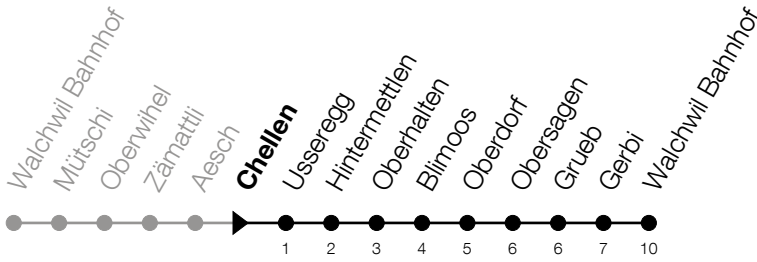 Walchwil Bahnhof
Mütschi
Oberwihel
Zämattli
Aesch
Chellen
Usseregg
Hintermettlen
Oberhalten
Blimoos
Oberdorf
Obersagen
Grueb
Gerbi
Walchwil Bahnhof
1 2 3 4 5 6 6 7 10